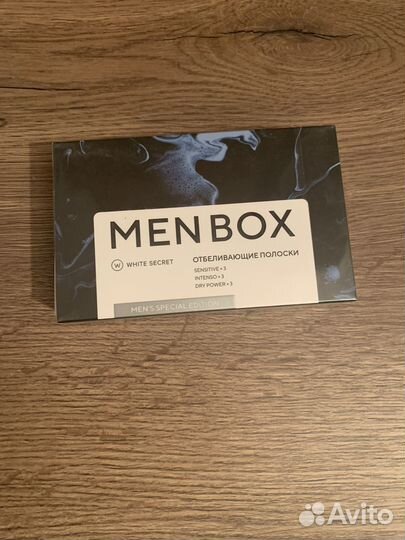 MEN BOX
W WHITE SECRET
ОТБЕЛИВАЮЩИЕ ПОЛОСКИ
SENSITIVE × 3
INTENSO × 3
DRY POWER × 3
MEN'S SPECIAL EDITION
Avito